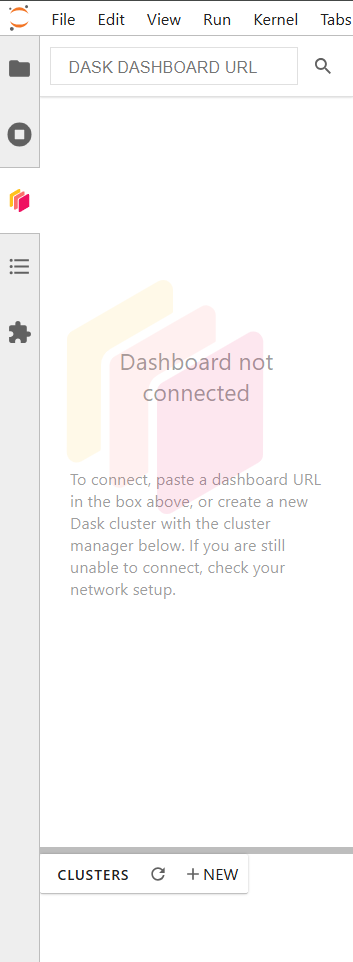 File Edit View Run Kernel Tabs
DASK DASHBOARD URL
Dashboard not
connected
To connect, paste a dashboard URL
in the box above, or create a new
Dask cluster with the cluster
manager below. If you are still
unable to connect, check your
network setup.
CLUSTERS NEW